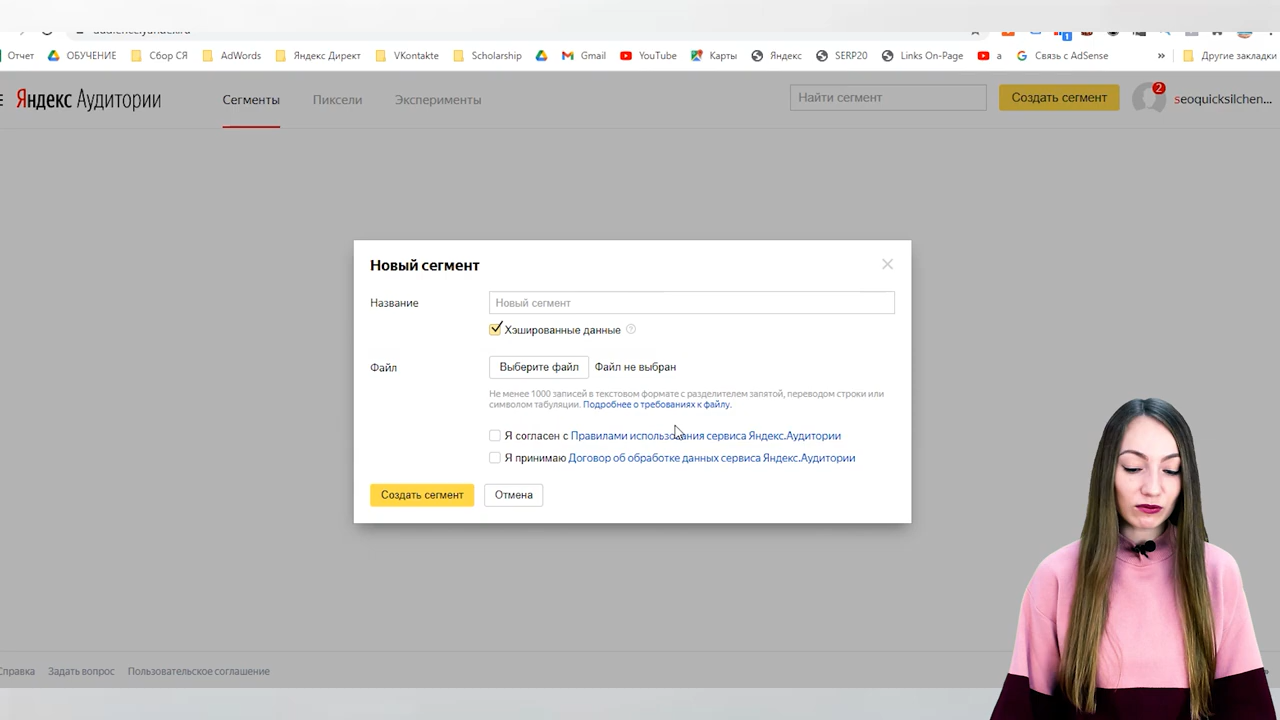 Отчет ОБУЧЕНИЕ Сбор СЯ AdWords Яндекс Директ VKontakte Scholarship Gmail YouTube Карты Яндекс SERP20 Links On-Page a Связь с AdSense » Другие закладки
Яндекс Аудитории Сегменты Пиксели Эксперименты Найти сегмент Создать сегмент 2 seoquicksilchen...
Новый сегмент
Название Новый сегмент
Хэшированные данные ?
Файл Выберите файл Файл не выбран
Не менее 1000 записей в текстовом формате с разделителем запятой, переводом строки или
символом табуляции. Подробнее о требованиях к файлу.
Я согласен с Правилами использования сервиса Яндекс.Аудитории
Я принимаю Договор об обработке данных сервиса Яндекс.Аудитории
Создать сегмент Отмена
Справка Задать вопрос Пользовательское соглашение